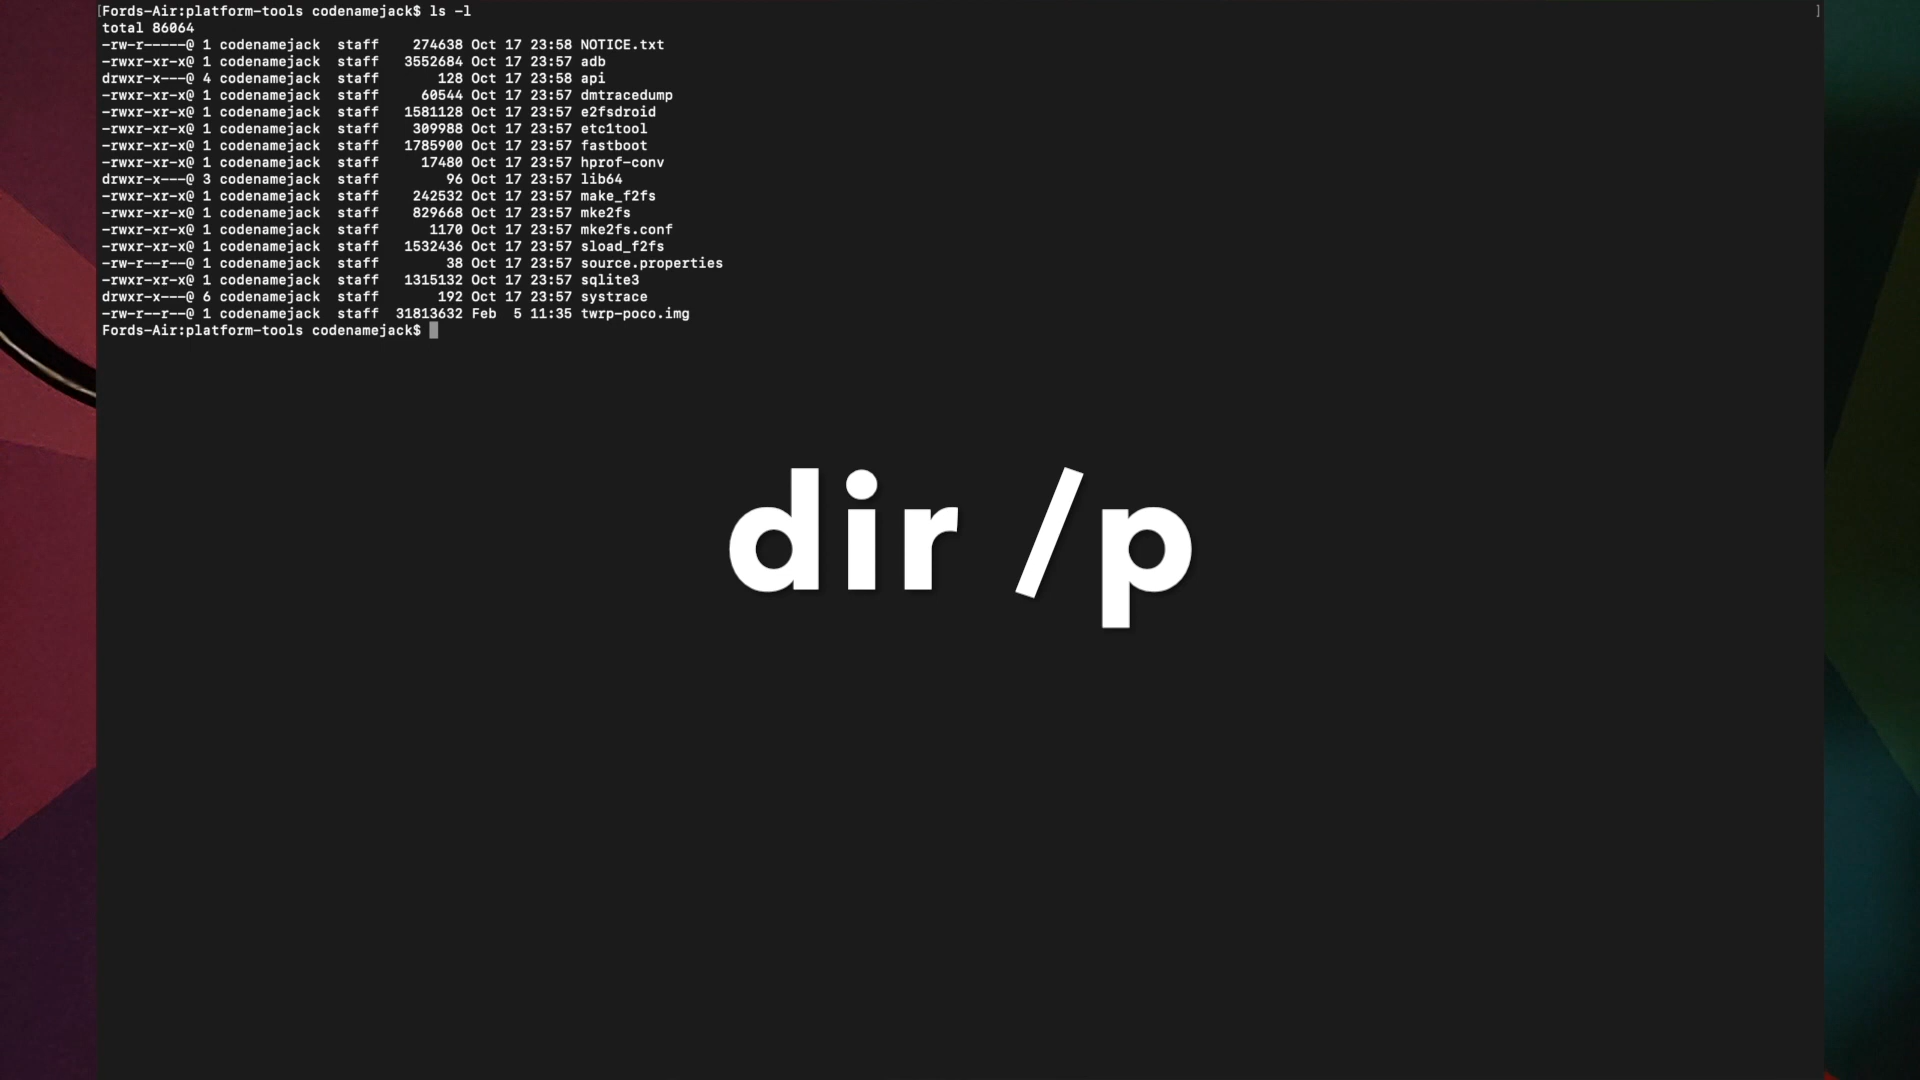 [Fords-Air:platform-tools codenamejack$ ls -l ]
total 86064
-rw-r-----@ 1 codenamejack  staff    274638 Oct 17 23:58 NOTICE.txt
-rwxr-xr-x@ 1 codenamejack  staff   3552684 Oct 17 23:57 adb
drwxr-x---@ 4 codenamejack  staff       128 Oct 17 23:58 api
-rwxr-xr-x@ 1 codenamejack  staff     60544 Oct 17 23:57 dmtracedump
-rwxr-xr-x@ 1 codenamejack  staff   1581128 Oct 17 23:57 e2fsdroid
-rwxr-xr-x@ 1 codenamejack  staff    309988 Oct 17 23:57 etc1tool
-rwxr-xr-x@ 1 codenamejack  staff   1785900 Oct 17 23:57 fastboot
-rwxr-xr-x@ 1 codenamejack  staff     17480 Oct 17 23:57 hprof-conv
drwxr-x---@ 3 codenamejack  staff        96 Oct 17 23:57 lib64
-rwxr-xr-x@ 1 codenamejack  staff    242532 Oct 17 23:57 make_f2fs
-rwxr-xr-x@ 1 codenamejack  staff    829668 Oct 17 23:57 mke2fs
-rwxr-xr-x@ 1 codenamejack  staff      1170 Oct 17 23:57 mke2fs.conf
-rwxr-xr-x@ 1 codenamejack  staff   1532436 Oct 17 23:57 sload_f2fs
-rw-r--r--@ 1 codenamejack  staff        38 Oct 17 23:57 source.properties
-rwxr-xr-x@ 1 codenamejack  staff   1315132 Oct 17 23:57 sqlite3
drwxr-x---@ 6 codenamejack  staff       192 Oct 17 23:57 systrace
-rw-r--r--@ 1 codenamejack  staff  31813632 Feb  5 11:35 twrp-poco.img
Fords-Air:platform-tools codenamejack$
dir /p